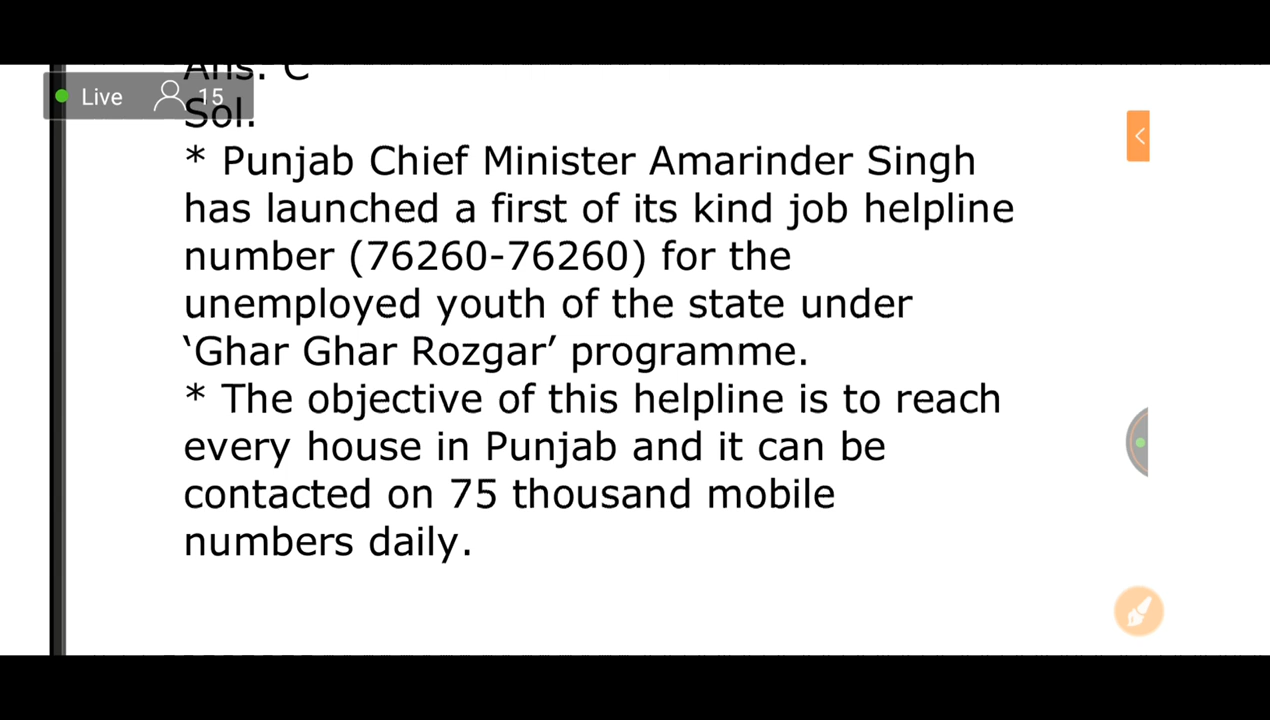 Ans. C
Live 15
Sol.
* Punjab Chief Minister Amarinder Singh
has launched a first of its kind job helpline
number (76260-76260) for the
unemployed youth of the state under
‘Ghar Ghar Rozgar’ programme.
* The objective of this helpline is to reach
every house in Punjab and it can be
contacted on 75 thousand mobile
numbers daily.